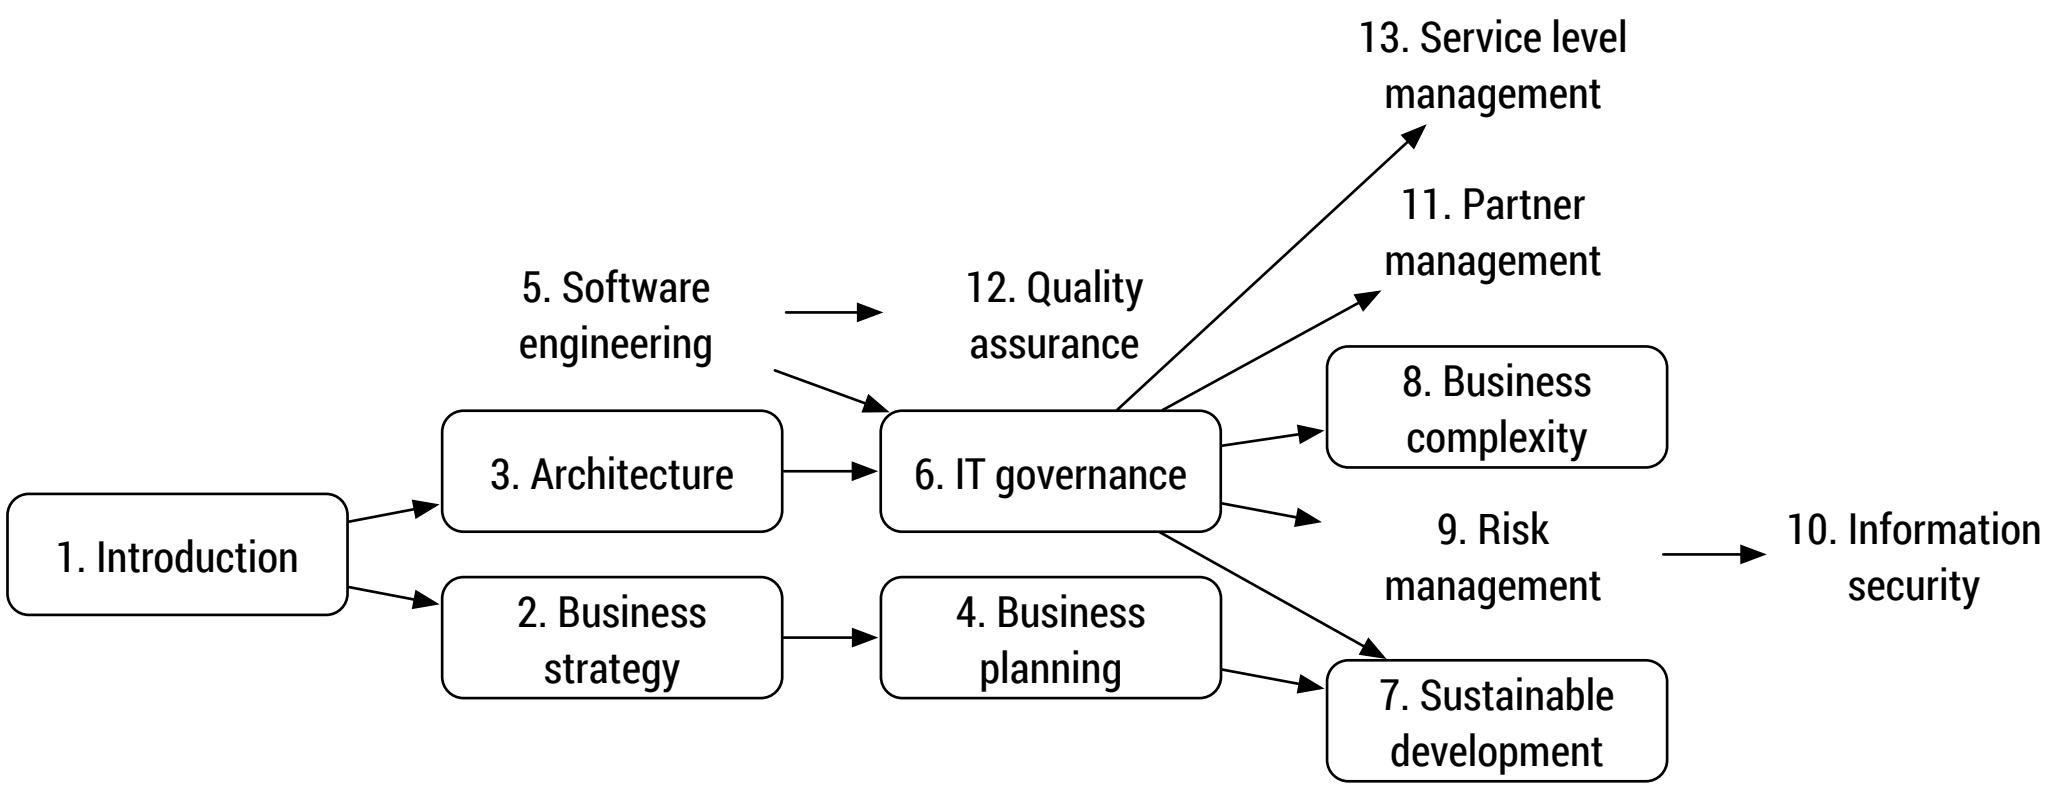 13. Service level
management
11. Partner
management
5. Software
engineering
12. Quality
assurance
8. Business
complexity
3. Architecture
6. IT governance
1. Introduction
9. Risk
management
10. Information
security
2. Business
strategy
4. Business
planning
7. Sustainable
development